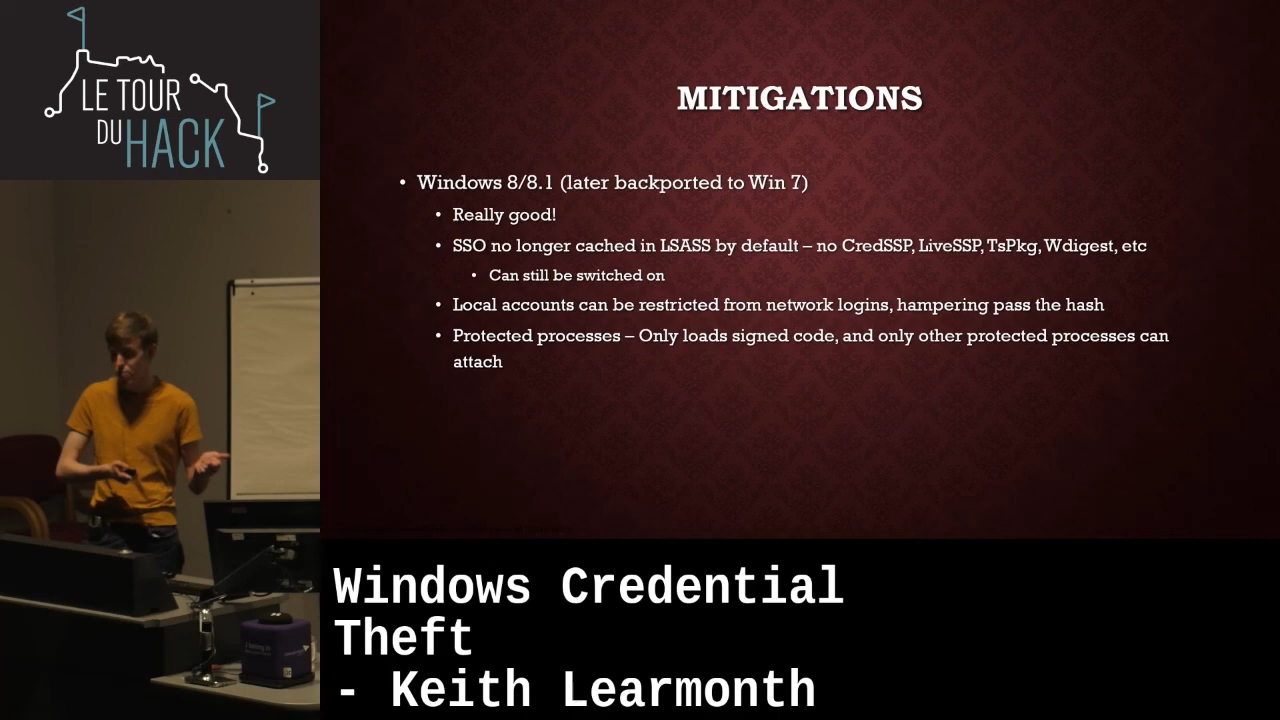 LE TOUR
DU HACK
MITIGATIONS
• Windows 8/8.1 (later backported to Win 7)
• Really good!
• SSO no longer cached in LSASS by default – no CredSSP, LiveSSP, TsPkg, Wdigest, etc
• Can still be switched on
• Local accounts can be restricted from network logins, hampering pass the hash
• Protected processes – Only loads signed code, and only other protected processes can
attach
Windows Credential
Theft
- Keith Learmonth